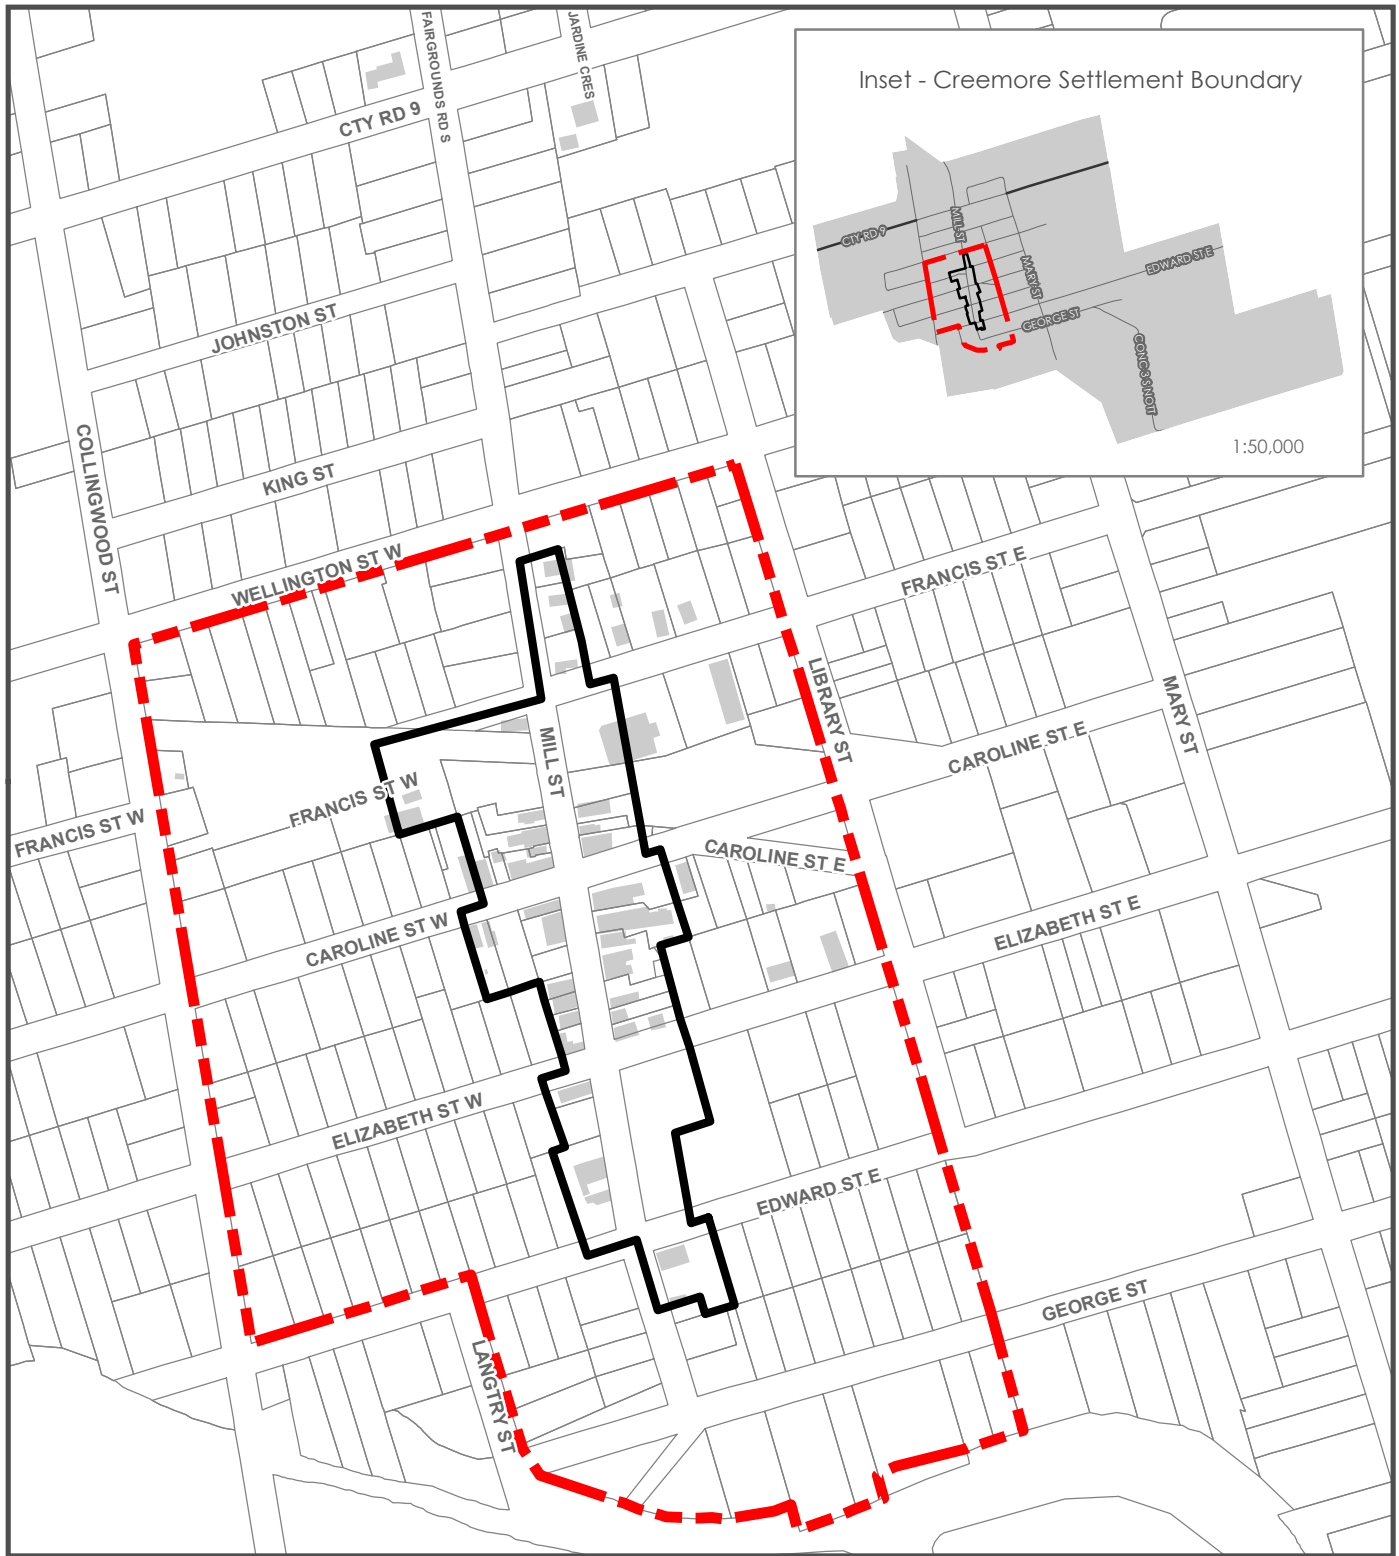 FAIRGROUNDS RD S
JARDINE CRES
CTY RD 9
Inset - Creemore Settlement Boundary
MILL ST
CTY RD 9
MARY ST
EDWARD ST E
GEORGE ST
CONC 3 S NOTT
1:50,000
JOHNSTON ST
COLLINGWOOD ST
KING ST
WELLINGTON ST W
FRANCIS ST E
LIBRARY ST
MARY ST
MILL ST
CAROLINE ST E
FRANCIS ST W
FRANCIS ST W
CAROLINE ST E
CAROLINE ST W
ELIZABETH ST E
ELIZABETH ST W
EDWARD ST E
GEORGE ST
LANGTRY ST